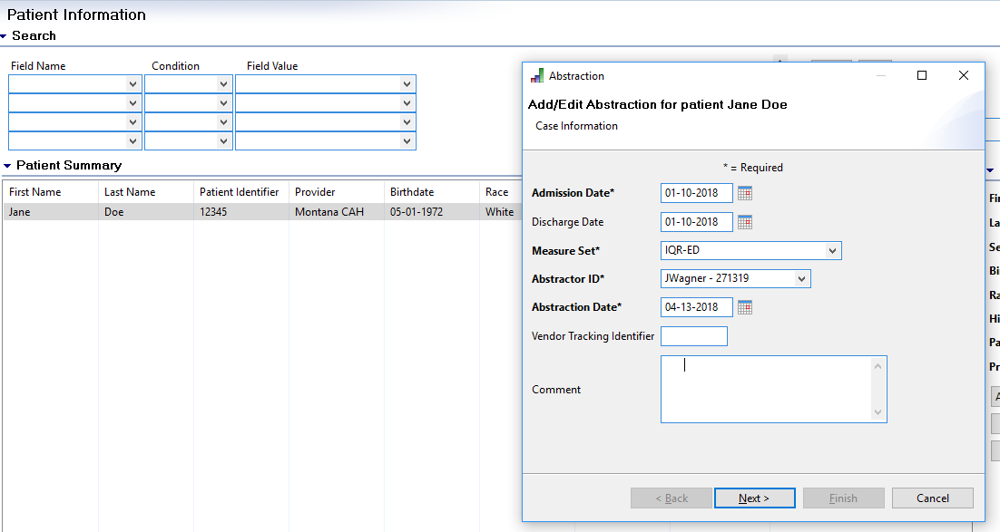 Patient Information
Search
Field Name Condition Field Value
Patient Summary
First Name Last Name Patient Identifier Provider Birthdate Race
Jane Doe 12345 Montana CAH 05-01-1972 White
Abstraction
Add/Edit Abstraction for patient Jane Doe
Case Information
* = Required
Admission Date* 01-10-2018
Discharge Date 01-10-2018
Measure Set* IQR-ED
Abstractor ID* JWagner - 271319
Abstraction Date* 04-13-2018
Vendor Tracking Identifier
Comment
< Back Next > Finish Cancel
Fi
La
Se
Bi
Ra
Hi
Pa
Pr